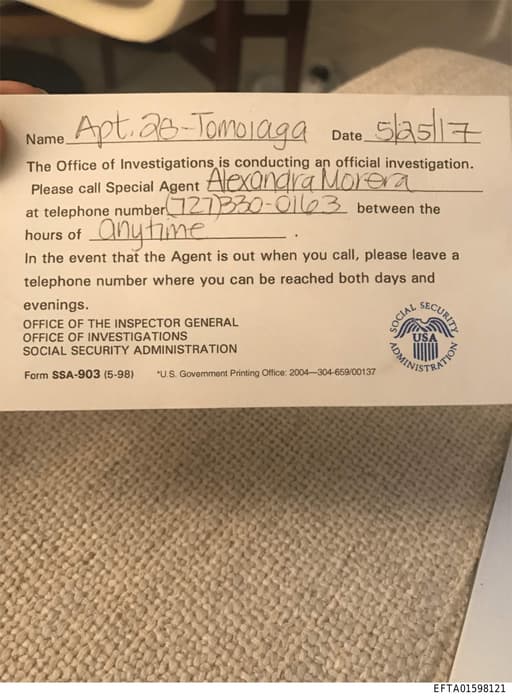 Name Apt. 2B-Tomoiaga Date 5/25/17
The Office of Investigations is conducting an official investigation.
Please call Special Agent Alexandra Morera
at telephone number (727)330-0163 between the
hours of anytime.
In the event that the Agent is out when you call, please leave a
telephone number where you can be reached both days and
evenings.
OFFICE OF THE INSPECTOR GENERAL
OFFICE OF INVESTIGATIONS
SOCIAL SECURITY ADMINISTRATION
SOCIAL SECURITY
USA
ADMINISTRATION
Form SSA-903 (5-98) *U.S. Government Printing Office: 2004—304-659/00137
EFTA01598121